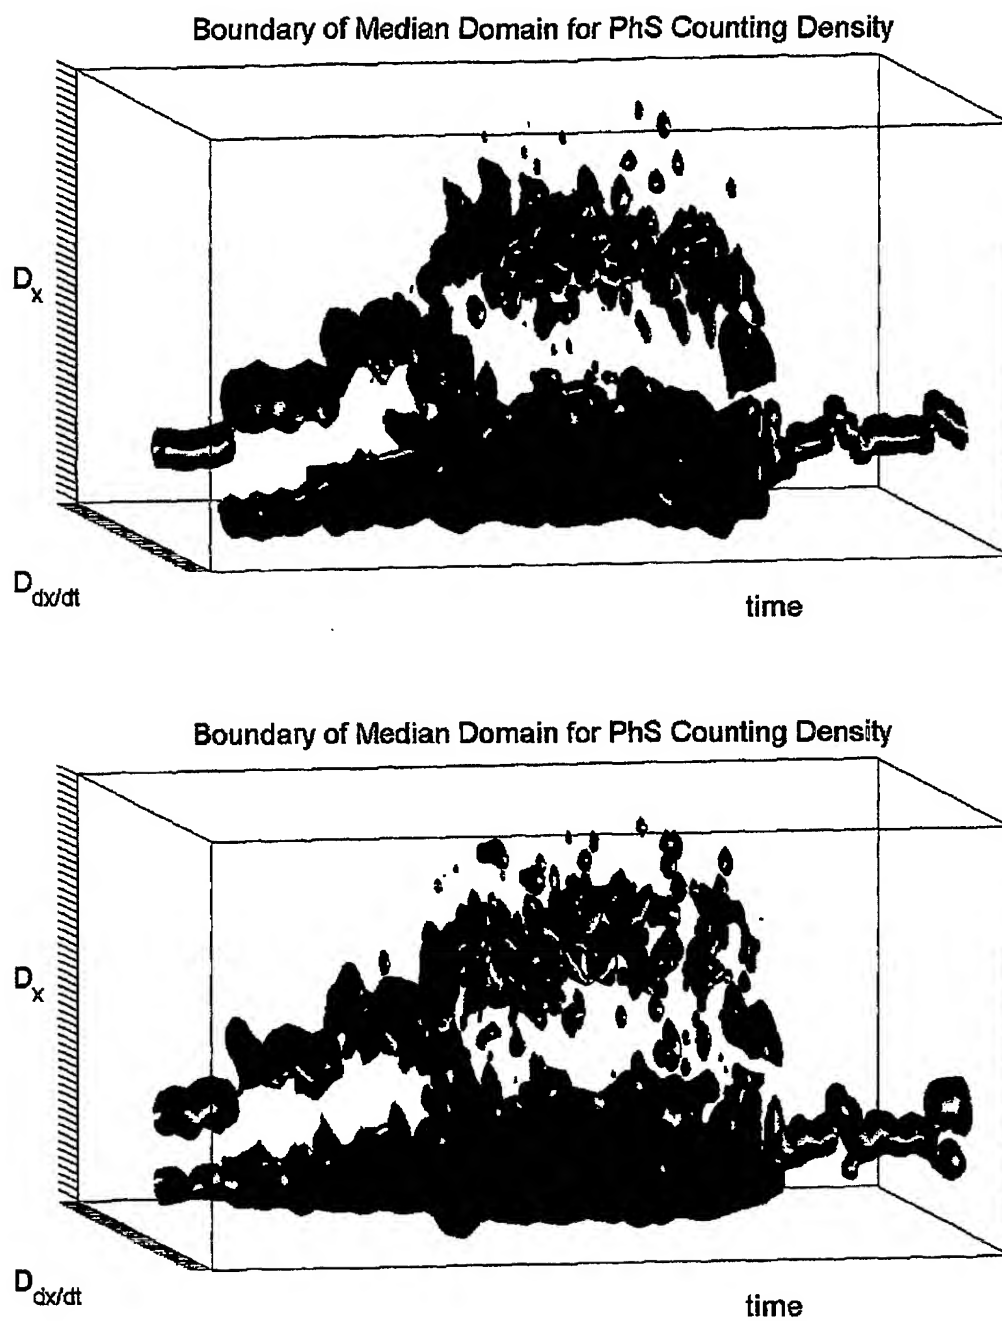 Boundary of Median Domain for PhS Counting Density
Dx
Ddx/dt
time
Boundary of Median Domain for PhS Counting Density
Dx
Ddx/dt
time